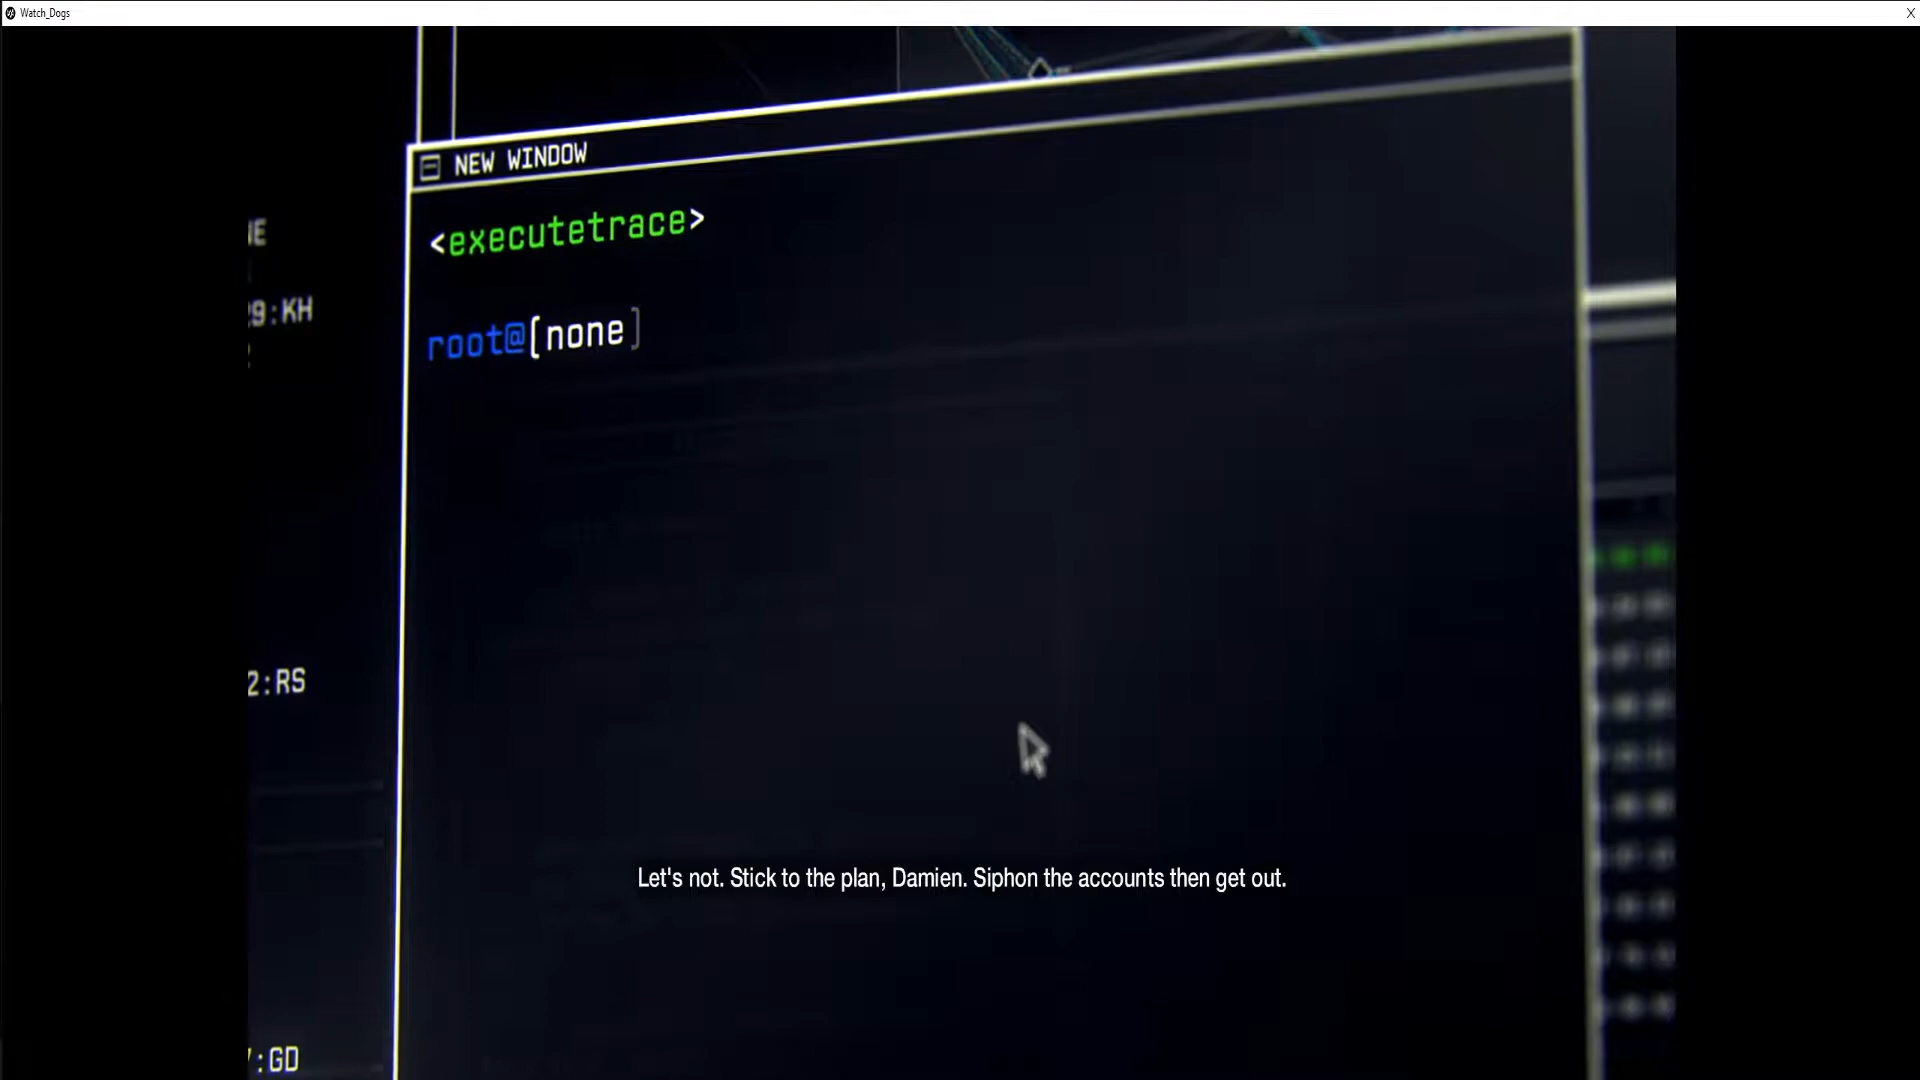 Watch_Dogs
X
NEW WINDOW
<executetrace>
root@[none]
9:KH
2:RS
:GD
Let's not. Stick to the plan, Damien. Siphon the accounts then get out.